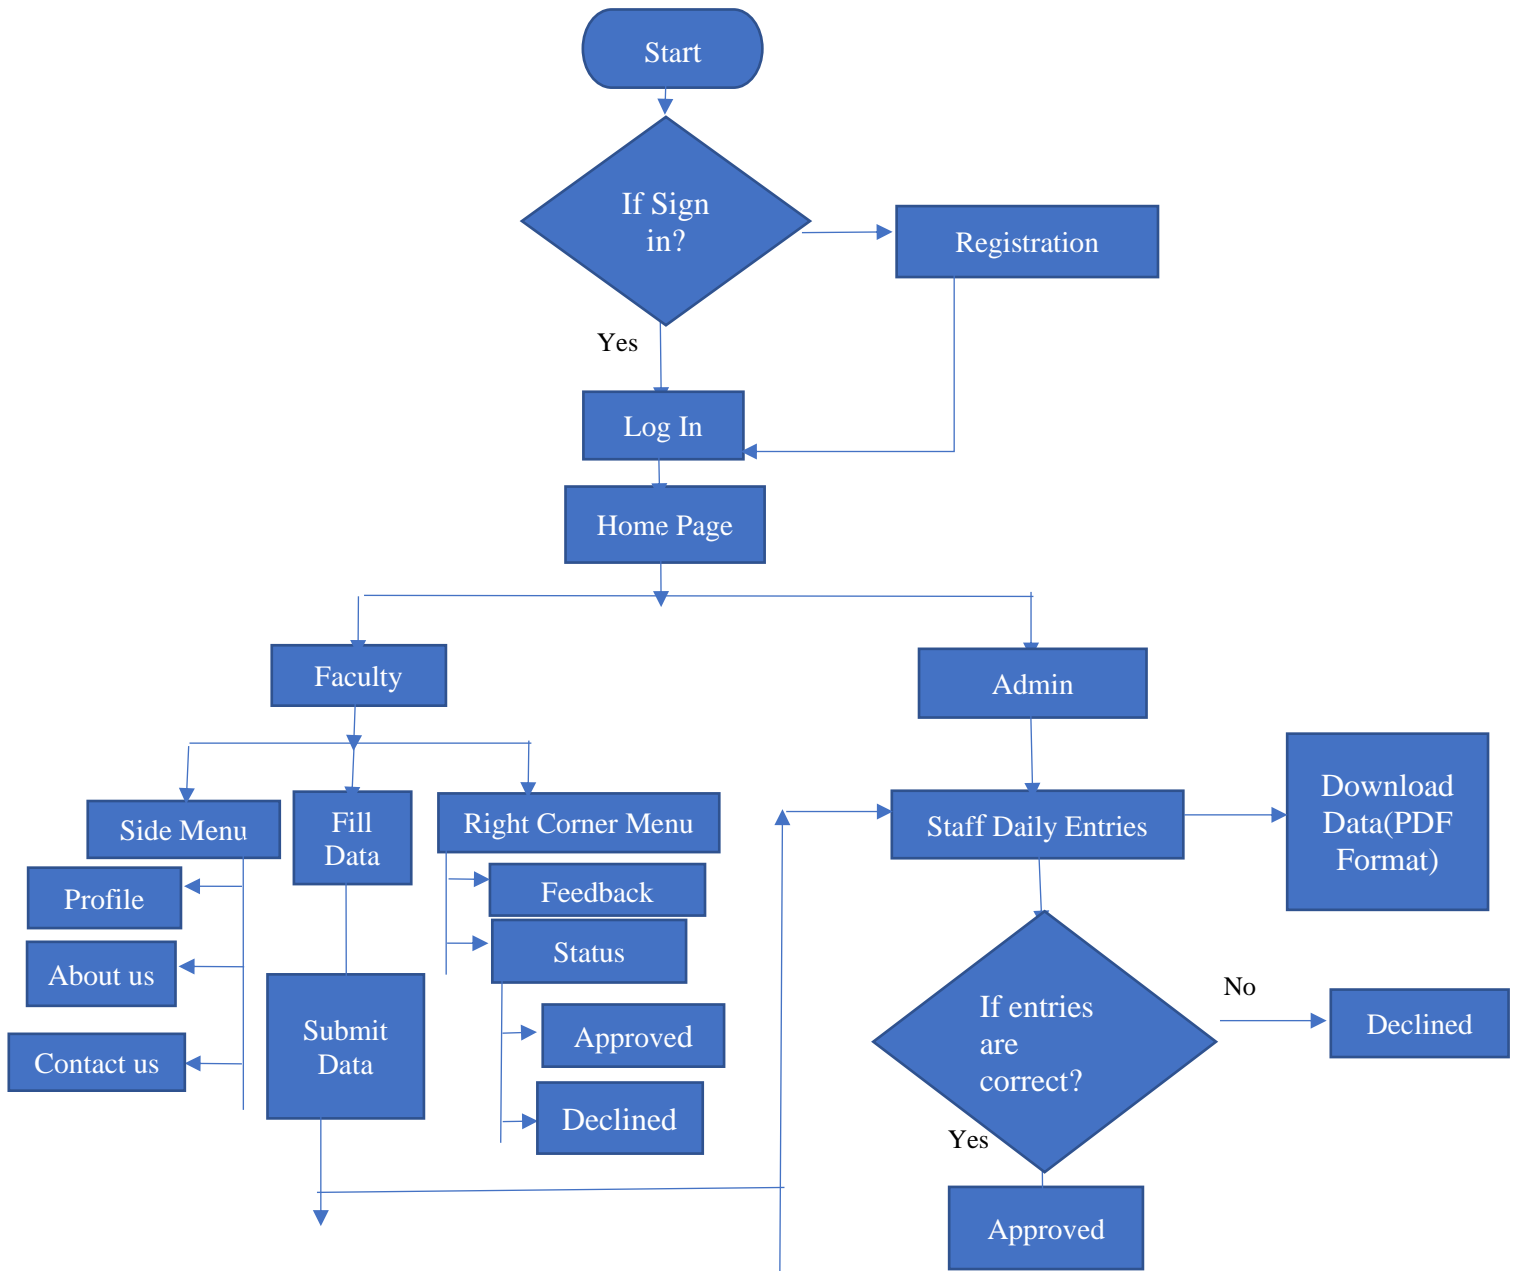 Start
If Sign
in?
Registration
Yes
Log In
Home Page
Faculty
Admin
Side Menu
Fill
Data
Right Corner Menu
Staff Daily Entries
Download
Data(PDF
Format)
Profile
Feedback
About us
Status
Contact us
Submit
Data
Approved
Declined
If entries
are
correct?
No
Declined
Yes
Approved